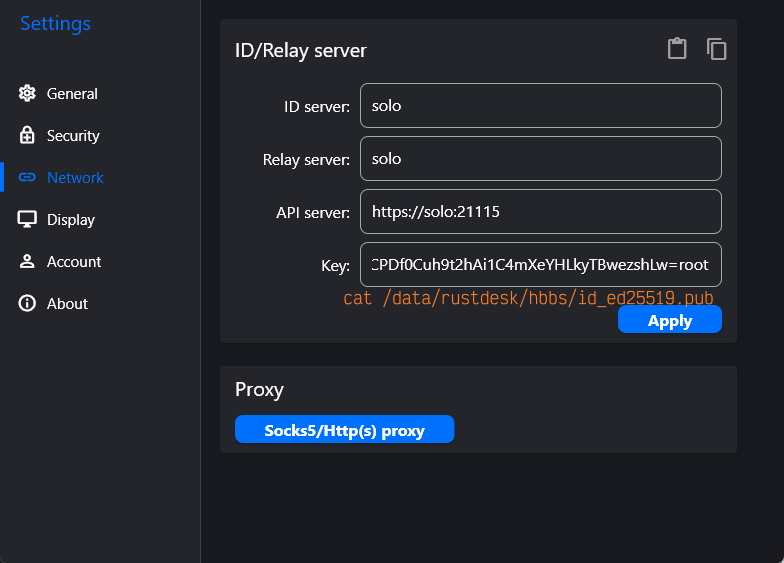 Settings
General
Security
Network
Display
Account
About
ID/Relay server
ID server: solo
Relay server: solo
API server: https://solo:21115
Key: CPDf0Cuh9t2hAi1C4mXeYHLkyTBwezshLw=root
cat /data/rustdesk/hbbs/id_ed25519.pub
Apply
Proxy
Socks5/Http(s) proxy